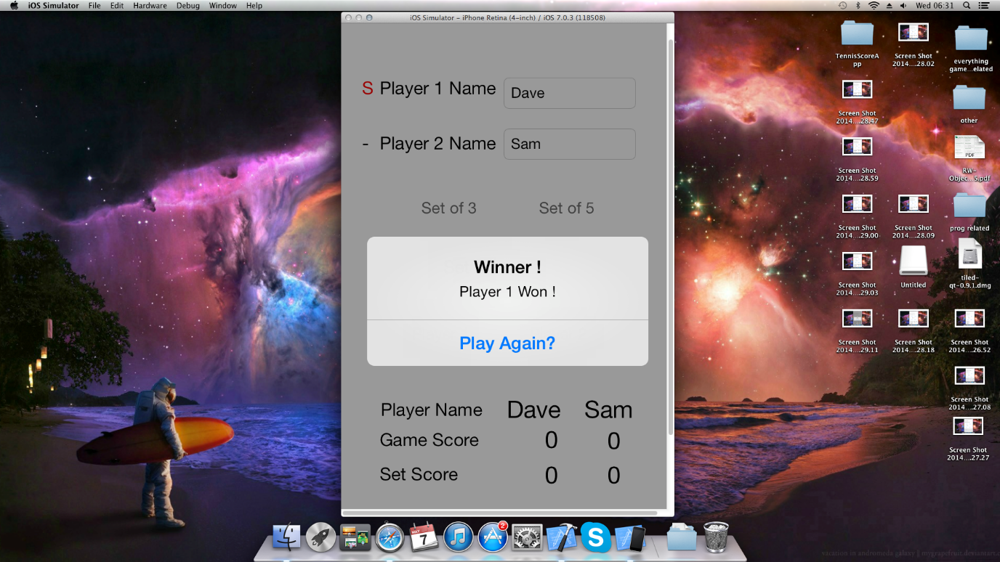 iOS Simulator File Edit Hardware Debug Window Help
Wed 06:31
iOS Simulator – iPhone Retina (4-inch) / iOS 7.0.3 (11B508)
S Player 1 Name Dave
- Player 2 Name Sam
Set of 3 Set of 5
Winner !
Player 1 Won !
Play Again?
Player Name Dave Sam
Game Score 0 0
Set Score 0 0
TennisScoreA
pp
Screen Shot
2014....28.02
everything
game...elated
Screen Shot
2014....28.47
other
Screen Shot
2014....28.59
PDF
RW-
Objec...5.pdf
Screen Shot
2014....29.00
Screen Shot
2014....28.09
prog related
Screen Shot
2014....29.03
Untitled
tiled-
qt-0.9.1.dmg
Screen Shot
2014....29.11
Screen Shot
2014....28.18
Screen Shot
2014....26.52
Screen Shot
2014....27.08
Screen Shot
2014....27.27
MAY
7
2
S
vacation in andromeda galaxy || mygrapefruit.deviantart.c